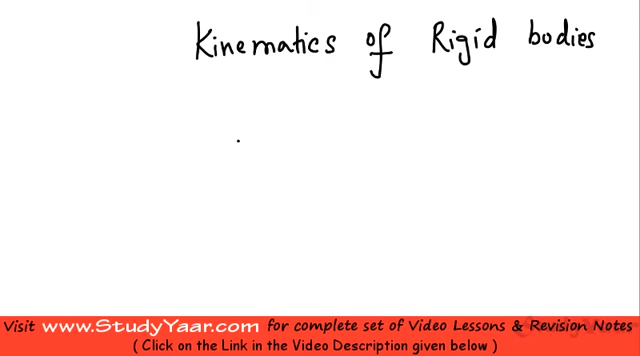 Kinematics of Rigid bodies
Visit www.StudyYaar.com for complete set of Video Lessons & Revision Notes
( Click on the Link in the Video Description given below )